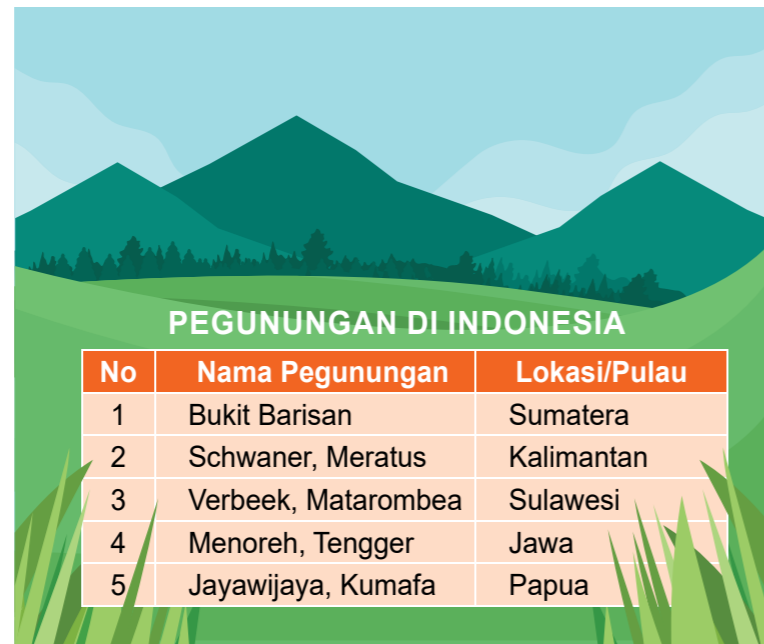 PEGUNUNGAN DI INDONESIA
No Nama Pegunungan Lokasi/Pulau
1 Bukit Barisan Sumatera
2 Schwaner, Meratus Kalimantan
3 Verbeek, Matarombea Sulawesi
4 Menoreh, Tengger Jawa
5 Jayawijaya, Kumafa Papua